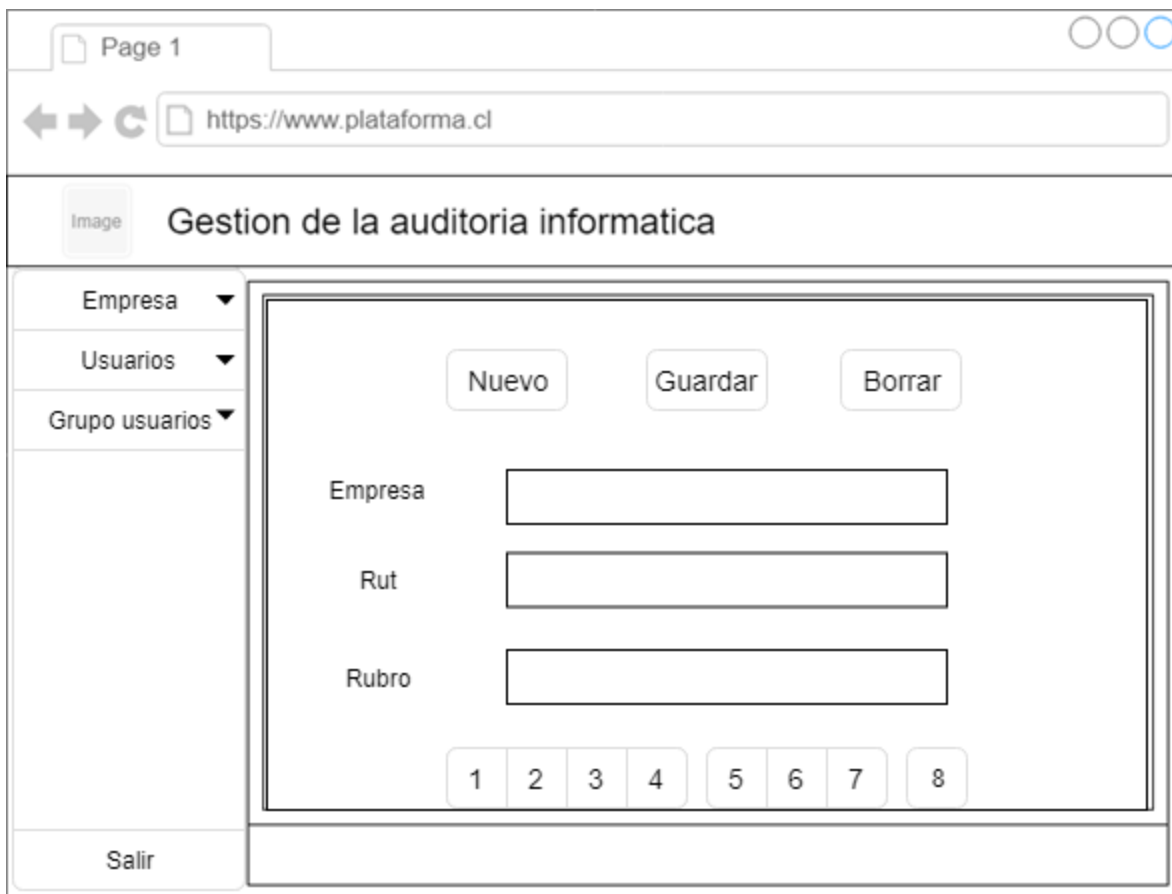 Page 1
https://www.plataforma.cl
Image
Gestion de la auditoria informatica
Empresa
Usuarios
Grupo usuarios
Salir
Nuevo Guardar Borrar
Empresa
Rut
Rubro
1 2 3 4 5 6 7 8